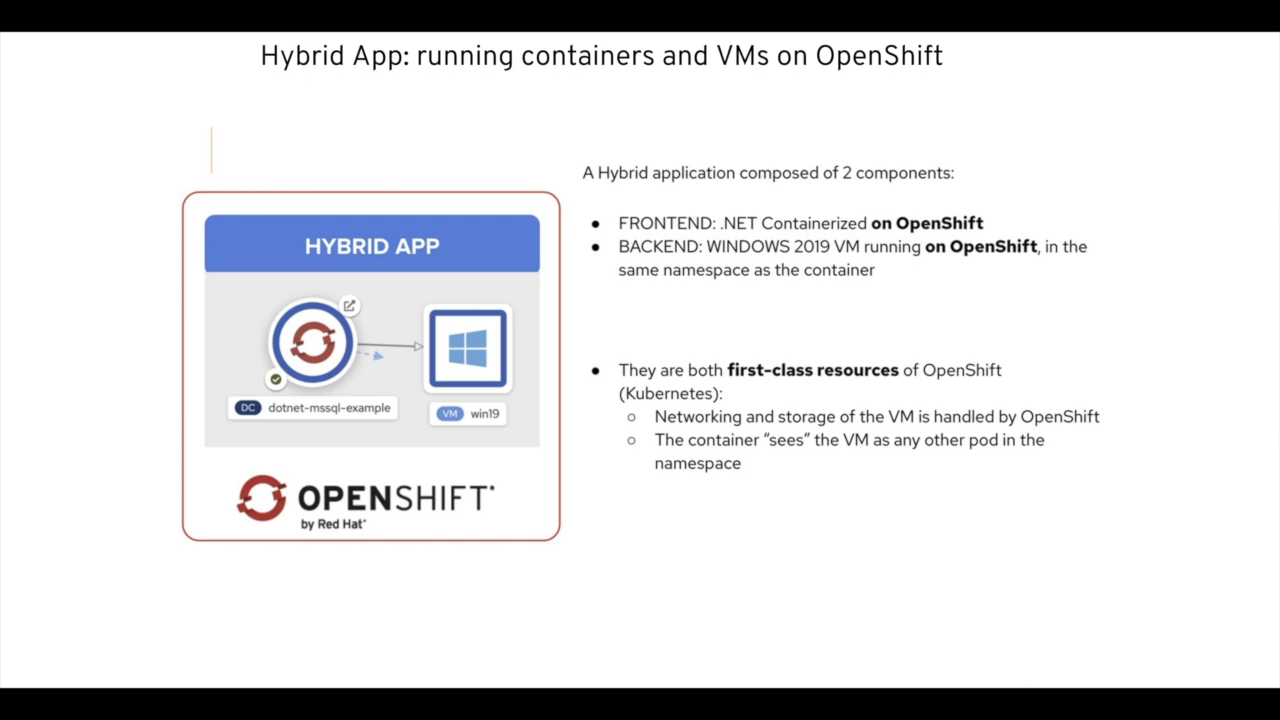 Hybrid App: running containers and VMs on OpenShift
A Hybrid application composed of 2 components:
● FRONTEND: .NET Containerized on OpenShift
● BACKEND: WINDOWS 2019 VM running on OpenShift, in the
same namespace as the container
● They are both first-class resources of OpenShift
(Kubernetes):
○ Networking and storage of the VM is handled by OpenShift
○ The container “sees” the VM as any other pod in the
namespace
HYBRID APP
DC dotnet-mssql-example
VM win19
OPENSHIFT
by Red Hat